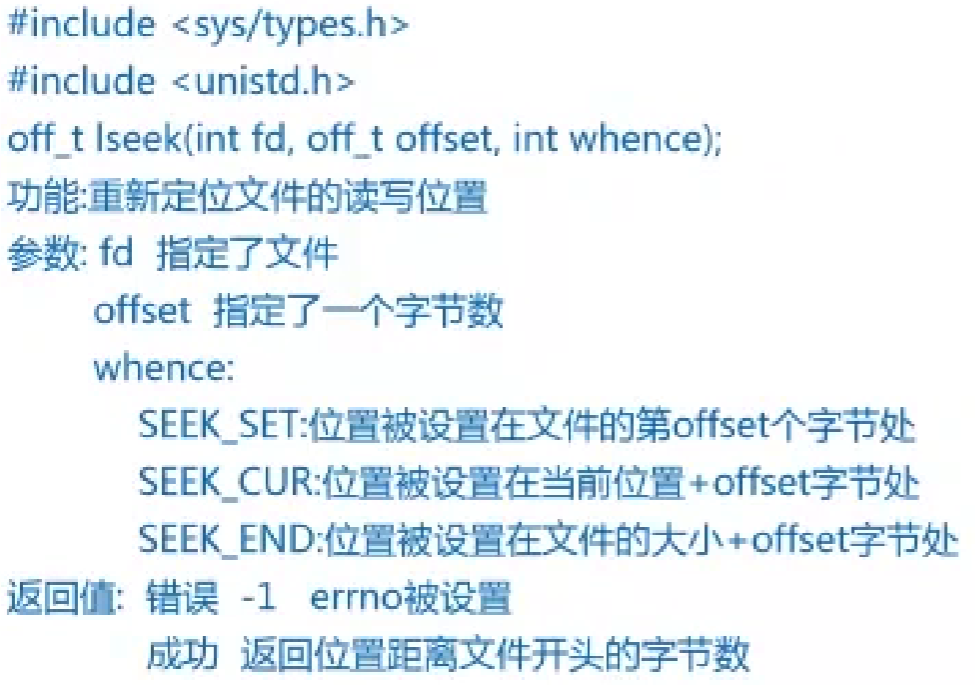 #include <sys/types.h>
#include <unistd.h>
off_t lseek(int fd, off_t offset, int whence);
功能:重新定位文件的读写位置
参数: fd 指定了文件
offset 指定了一个字节数
whence:
SEEK_SET:位置被设置在文件的第offset个字节处
SEEK_CUR:位置被设置在当前位置+offset字节处
SEEK_END:位置被设置在文件的大小+offset字节处
返回值: 错误 -1 errno被设置
成功 返回位置距离文件开头的字节数